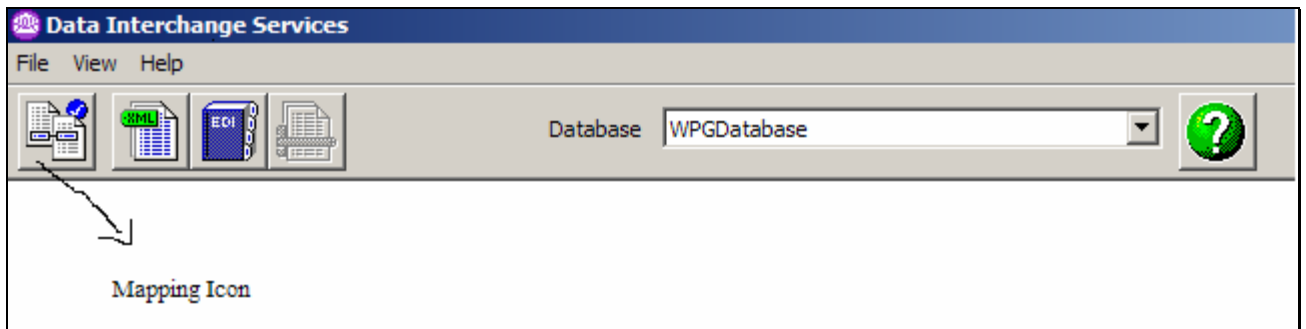 Data Interchange Services
File View Help
XML EDI Database WPGDatabase ?
Mapping Icon